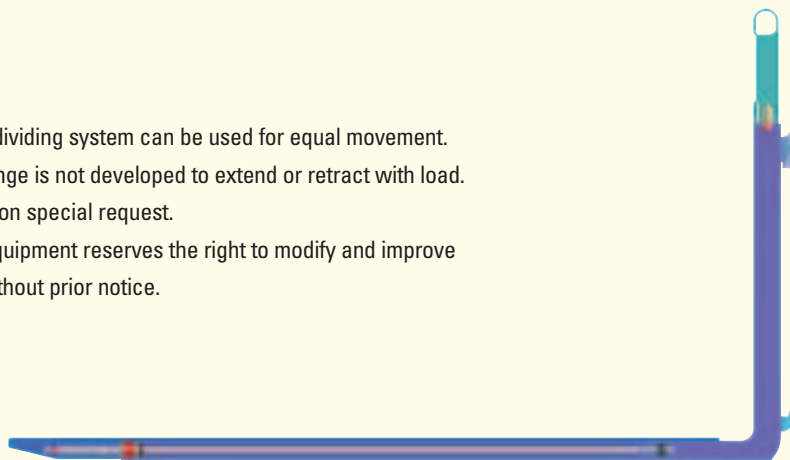 dividing system can be used for equal movement.
nge is not developed to extend or retract with load.
on special request.
quipment reserves the right to modify and improve
thout prior notice.